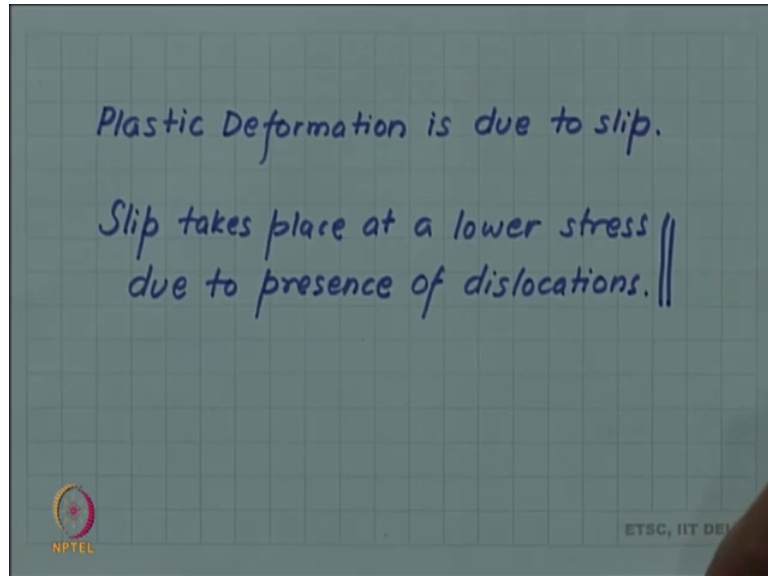 Plastic Deformation is due to slip.
Slip takes place at a lower stress
due to presence of dislocations.
NPTEL
ETSC, IIT DEL